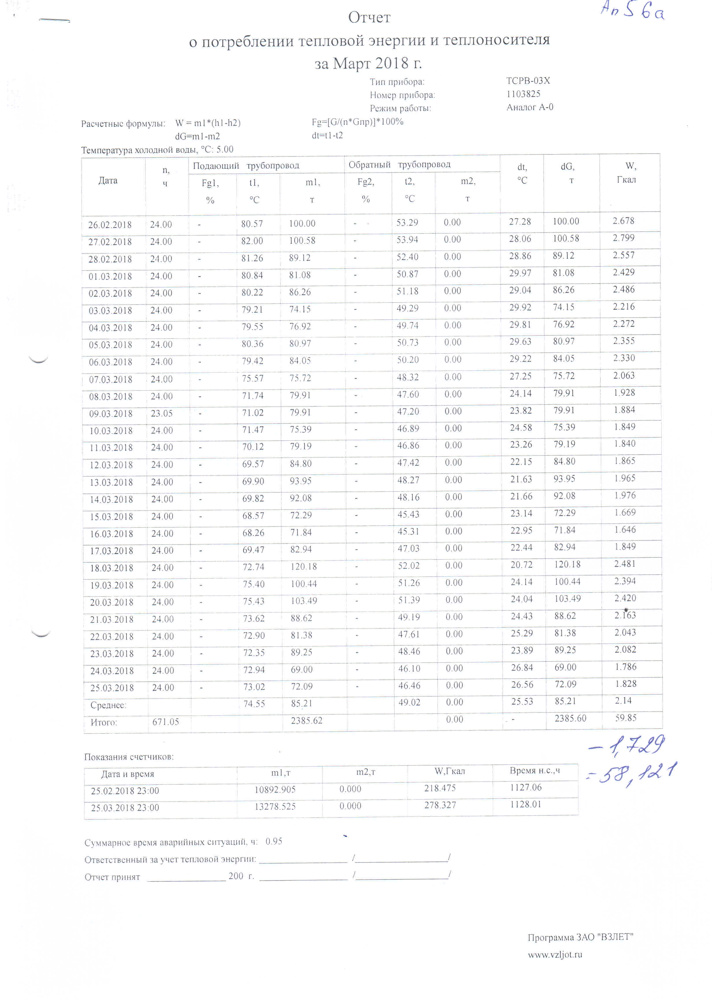 Ап 56а
Отчет
о потреблении тепловой энергии и теплоносителя
за Март 2018 г.
Тип прибора: ТСРВ-03Х
Номер прибора: 1103825
Режим работы: Аналог А-0
Расчетные формулы: W = m1*(h1-h2) Fg=[G/(n*Gпр)]*100%
dG=m1-m2 dt=t1-t2
Температура холодной воды, °C: 5.00
Дата n, ч Подающий трубопровод Обратный трубопровод dt, °C dG, т W, Гкал
Fg1, % t1, °C m1, т Fg2, % t2, °C m2, т
26.02.2018 24.00 - 80.57 100.00 - 53.29 0.00 27.28 100.00 2.678
27.02.2018 24.00 - 82.00 100.58 - 53.94 0.00 28.06 100.58 2.799
28.02.2018 24.00 - 81.26 89.12 - 52.40 0.00 28.86 89.12 2.557
01.03.2018 24.00 - 80.84 81.08 - 50.87 0.00 29.97 81.08 2.429
02.03.2018 24.00 - 80.22 86.26 - 51.18 0.00 29.04 86.26 2.486
03.03.2018 24.00 - 79.21 74.15 - 49.29 0.00 29.92 74.15 2.216
04.03.2018 24.00 - 79.55 76.92 - 49.74 0.00 29.81 76.92 2.272
05.03.2018 24.00 - 80.36 80.97 - 50.73 0.00 29.63 80.97 2.355
06.03.2018 24.00 - 79.42 84.05 - 50.20 0.00 29.22 84.05 2.330
07.03.2018 24.00 - 75.57 75.72 - 48.32 0.00 27.25 75.72 2.063
08.03.2018 24.00 - 71.74 79.91 - 47.60 0.00 24.14 79.91 1.928
09.03.2018 23.05 - 71.02 79.91 - 47.20 0.00 23.82 79.91 1.884
10.03.2018 24.00 - 71.47 75.39 - 46.89 0.00 24.58 75.39 1.849
11.03.2018 24.00 - 70.12 79.19 - 46.86 0.00 23.26 79.19 1.840
12.03.2018 24.00 - 69.57 84.80 - 47.42 0.00 22.15 84.80 1.865
13.03.2018 24.00 - 69.90 93.95 - 48.27 0.00 21.63 93.95 1.965
14.03.2018 24.00 - 69.82 92.08 - 48.16 0.00 21.66 92.08 1.976
15.03.2018 24.00 - 68.57 72.29 - 45.43 0.00 23.14 72.29 1.669
16.03.2018 24.00 - 68.26 71.84 - 45.31 0.00 22.95 71.84 1.646
17.03.2018 24.00 - 69.47 82.94 - 47.03 0.00 22.44 82.94 1.849
18.03.2018 24.00 - 72.74 120.18 - 52.02 0.00 20.72 120.18 2.481
19.03.2018 24.00 - 75.40 100.44 - 51.26 0.00 24.14 100.44 2.394
20.03.2018 24.00 - 75.43 103.49 - 51.39 0.00 24.04 103.49 2.420
21.03.2018 24.00 - 73.62 88.62 - 49.19 0.00 24.43 88.62 2.163
22.03.2018 24.00 - 72.90 81.38 - 47.61 0.00 25.29 81.38 2.043
23.03.2018 24.00 - 72.35 89.25 - 48.46 0.00 23.89 89.25 2.082
24.03.2018 24.00 - 72.94 69.00 - 46.10 0.00 26.84 69.00 1.786
25.03.2018 24.00 - 73.02 72.09 - 46.46 0.00 26.56 72.09 1.828
Среднее: 74.55 85.21 49.02 0.00 25.53 85.21 2.14
Итого: 671.05 2385.62 0.00 - 2385.60 59.85
- 1,729
= 58,121
Показания счетчиков:
Дата и время m1,т m2,т W,Гкал Время н.с.,ч
25.02.2018 23:00 10892.905 0.000 218.475 1127.06
25.03.2018 23:00 13278.525 0.000 278.327 1128.01
Суммарное время аварийных ситуаций, ч: 0.95
Ответственный за учет тепловой энергии: ____________ /____________/
Отчет принят ____________ 200 г. ____________ /____________/
Программа ЗАО "ВЗЛЕТ"
www.vzljot.ru